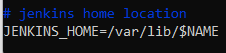 # jenkins home location
JENKINS_HOME=/var/lib/$NAME